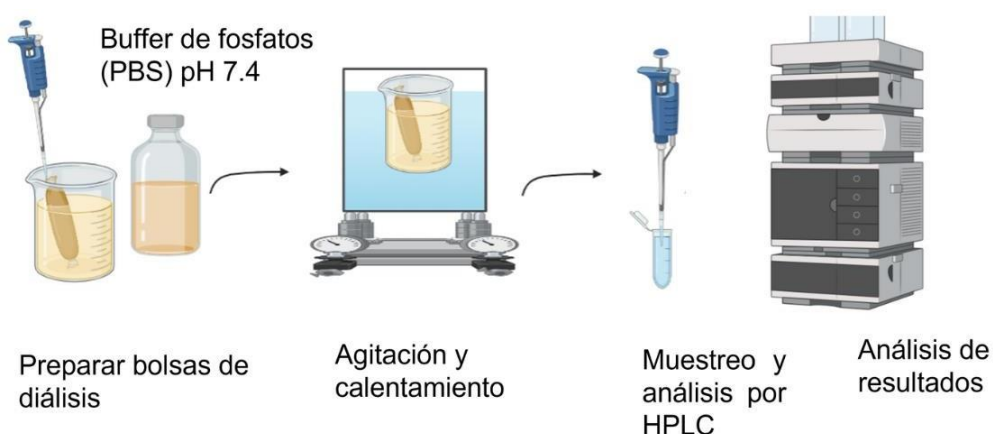 Buffer de fosfatos
(PBS) pH 7.4
Preparar bolsas de
diálisis
Agitación y
calentamiento
Muestreo y
análisis por
HPLC
Análisis de
resultados